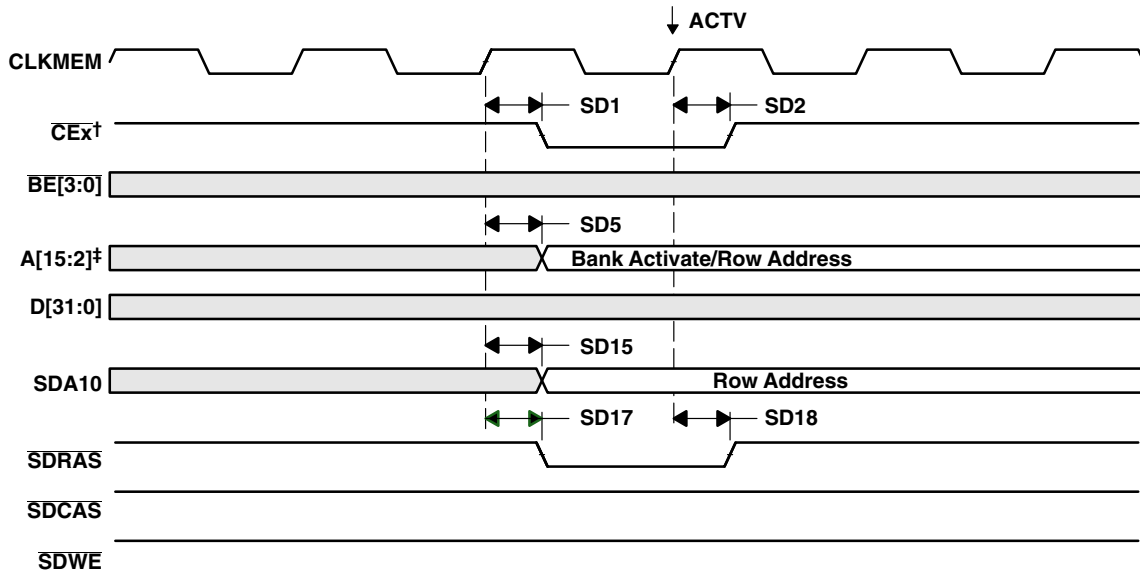 ACTV
CLKMEM
SD1 SD2
CEx†
BE[3:0]
SD5
A[15:2]‡ Bank Activate/Row Address
D[31:0]
SD15
SDA10 Row Address
SD17 SD18
SDRAS
SDCAS
SDWE